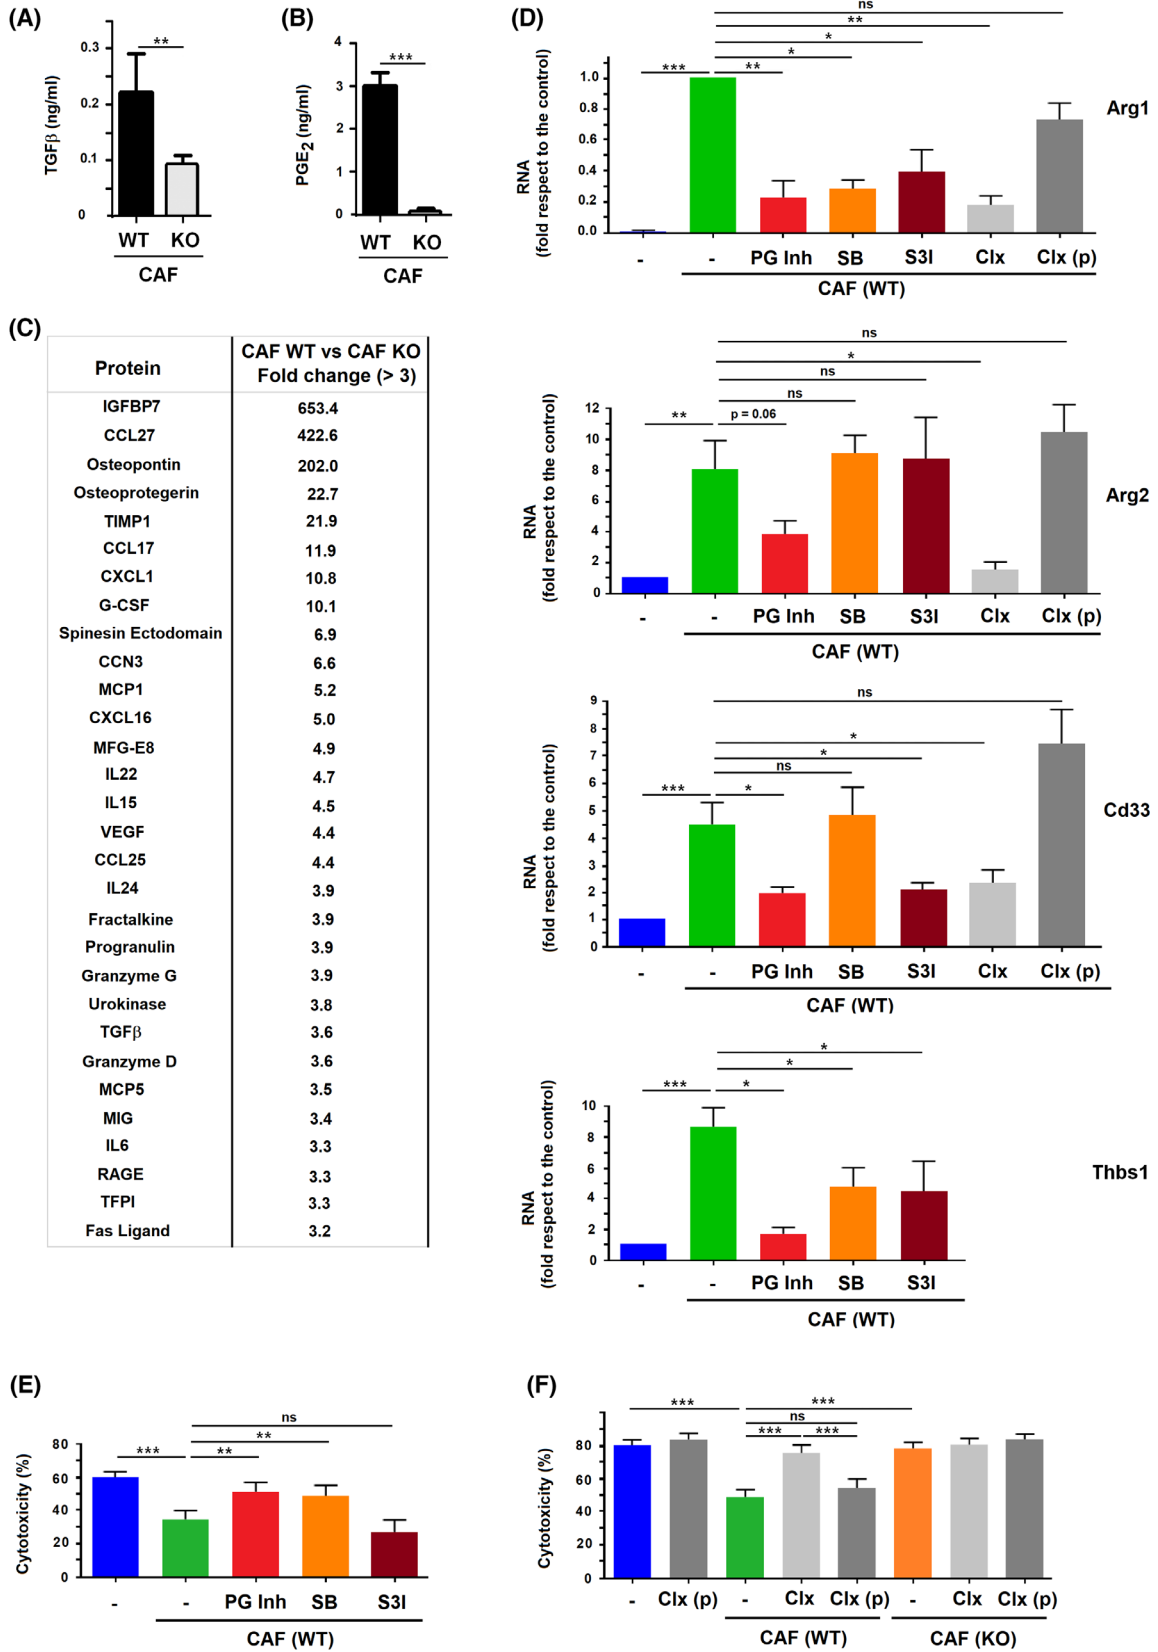 (A)
TGFβ (ng/ml)
0.3
0.2
0.1
0
**
WT KO
CAF
(B)
PGE2 (ng/ml)
4
3
2
1
0
***
WT KO
CAF
(C)
Protein
CAF WT vs CAF KO
Fold change (> 3)
IGFBP7 653.4
CCL27 422.6
Osteopontin 202.0
Osteoprotegerin 22.7
TIMP1 21.9
CCL17 11.9
CXCL1 10.8
G-CSF 10.1
Spinesin Ectodomain 6.9
CCN3 6.6
MCP1 5.2
CXCL16 5.0
MFG-E8 4.9
IL22 4.7
IL15 4.5
VEGF 4.4
CCL25 4.4
IL24 3.9
Fractalkine 3.9
Progranulin 3.9
Granzyme G 3.9
Urokinase 3.8
TGFβ 3.6
Granzyme D 3.6
MCP5 3.5
MIG 3.4
IL6 3.3
RAGE 3.3
TFPI 3.3
Fas Ligand 3.2
(D)
ns
**
*
*
*** **
RNA
(fold respect to the control)
1.0
0.8
0.6
0.4
0.2
0.0
Arg1
- - PG Inh SB S3I Clx Clx (p)
CAF (WT)
ns
*
ns
ns
** p = 0.06
RNA
(fold respect to the control)
12
10
8
6
4
2
0
Arg2
- - PG Inh SB S3I Clx Clx (p)
CAF (WT)
ns
*
*
ns
*** *
RNA
(fold respect to the control)
9
8
7
6
5
4
3
2
1
0
Cd33
- - PG Inh SB S3I Clx Clx (p)
CAF (WT)
*
*
*** *
RNA
(fold respect to the control)
10
8
6
4
2
0
Thbs1
- - PG Inh SB S3I
CAF (WT)
(E)
ns
**
*** **
Cytotoxicity (%)
80
60
40
20
0
- - PG Inh SB S3I
CAF (WT)
(F)
*** ***
ns
*** ***
Cytotoxicity (%)
80
60
40
20
0
- Clx (p) - Clx Clx (p) - Clx Clx (p)
CAF (WT) CAF (KO)